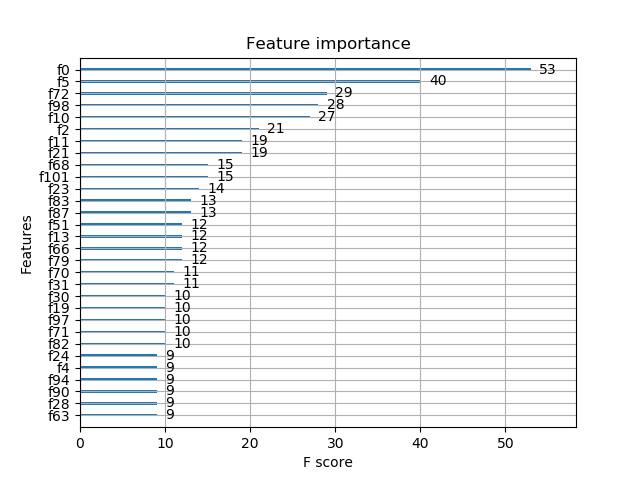 Feature importance
f0 53
f5 40
f72 29
f98 28
f10 27
f2 21
f11 19
f21 19
f68 15
f101 15
f23 14
f83 13
f87 13
f51 12
f13 12
f66 12
f79 12
f70 11
f31 11
f30 10
f19 10
f97 10
f71 10
f82 10
f24 9
f4 9
f94 9
f90 9
f28 9
f63 9
Features
0 10 20 30 40 50
F score